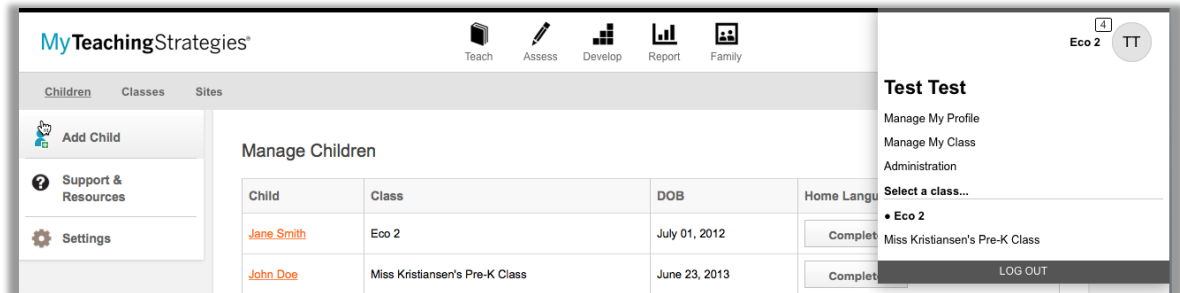 MyTeachingStrategies®
Teach
Assess
Develop
Report
Family
4
Eco 2
TT
Children
Classes
Sites
Test Test
Manage My Profile
Manage My Class
Administration
Select a class...
● Eco 2
Miss Kristiansen's Pre-K Class
LOG OUT
Add Child
Support &
Resources
Settings
Manage Children
Child
Class
DOB
Home Langu
Jane Smith
Eco 2
July 01, 2012
Complet
John Doe
Miss Kristiansen's Pre-K Class
June 23, 2013
Complet